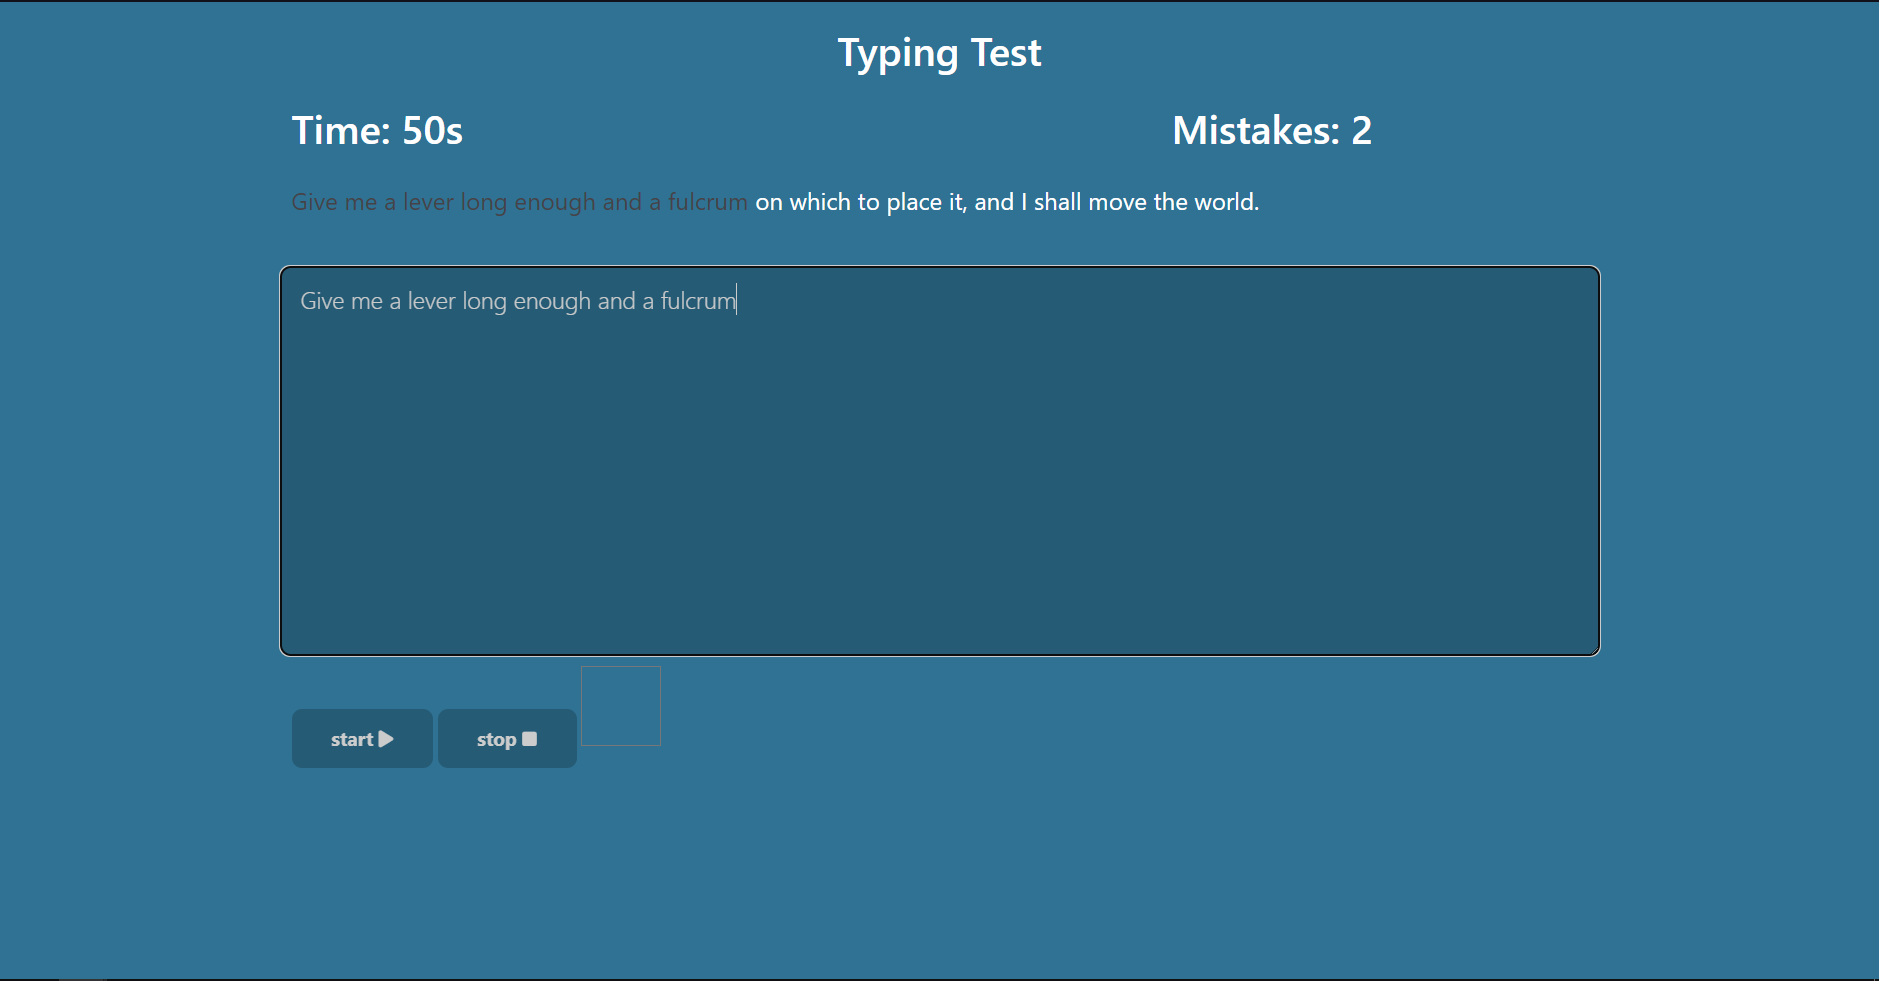 Typing Test
Time: 50s
Mistakes: 2
Give me a lever long enough and a fulcrum on which to place it, and I shall move the world.
Give me a lever long enough and a fulcrum
start
stop